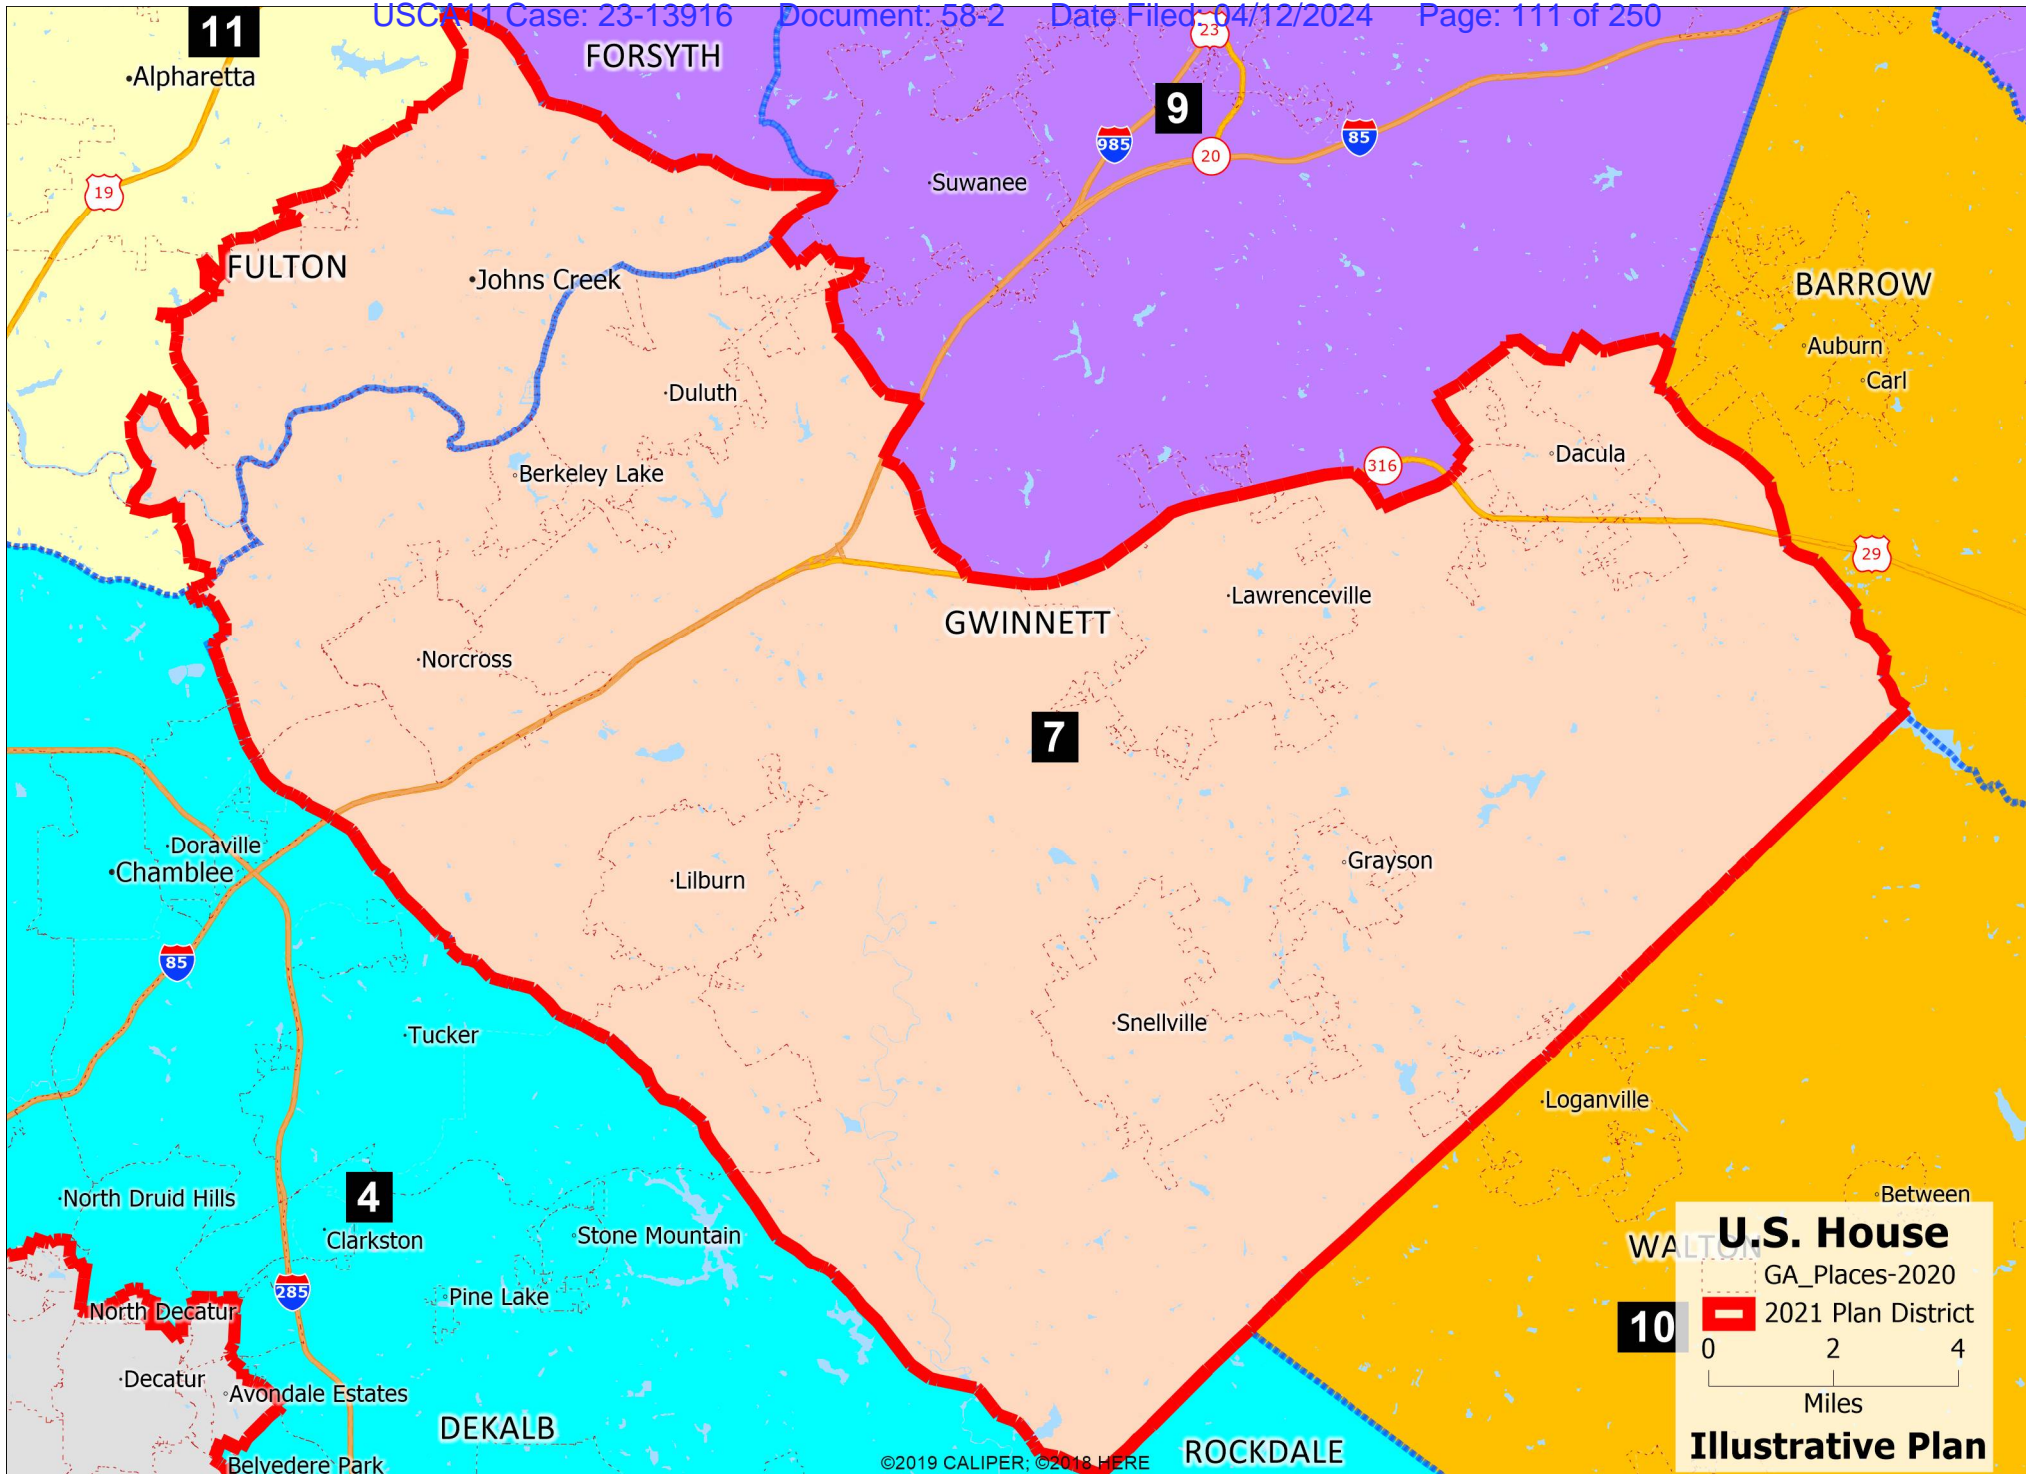 USCA11 Case: 23-13916 Document: 58-2 Date Filed: 04/12/2024 Page: 111 of 250
11
Alpharetta
FORSYTH
23
9
985
85
20
19
Suwanee
FULTON
Johns Creek
BARROW
Auburn
Carl
Duluth
Dacula
Berkeley Lake
316
29
Lawrenceville
GWINNETT
Norcross
7
Doraville
Chamblee
Grayson
Lilburn
85
Snellville
Tucker
Loganville
North Druid Hills
4
Clarkston
Stone Mountain
Between
WALTON
285
Pine Lake
North Decatur
10
Decatur
Avondale Estates
DEKALB
ROCKDALE
Belvedere Park
©2019 CALIPER; ©2018 HERE
U.S. House
GA_Places-2020
2021 Plan District
0 2 4
Miles
Illustrative Plan